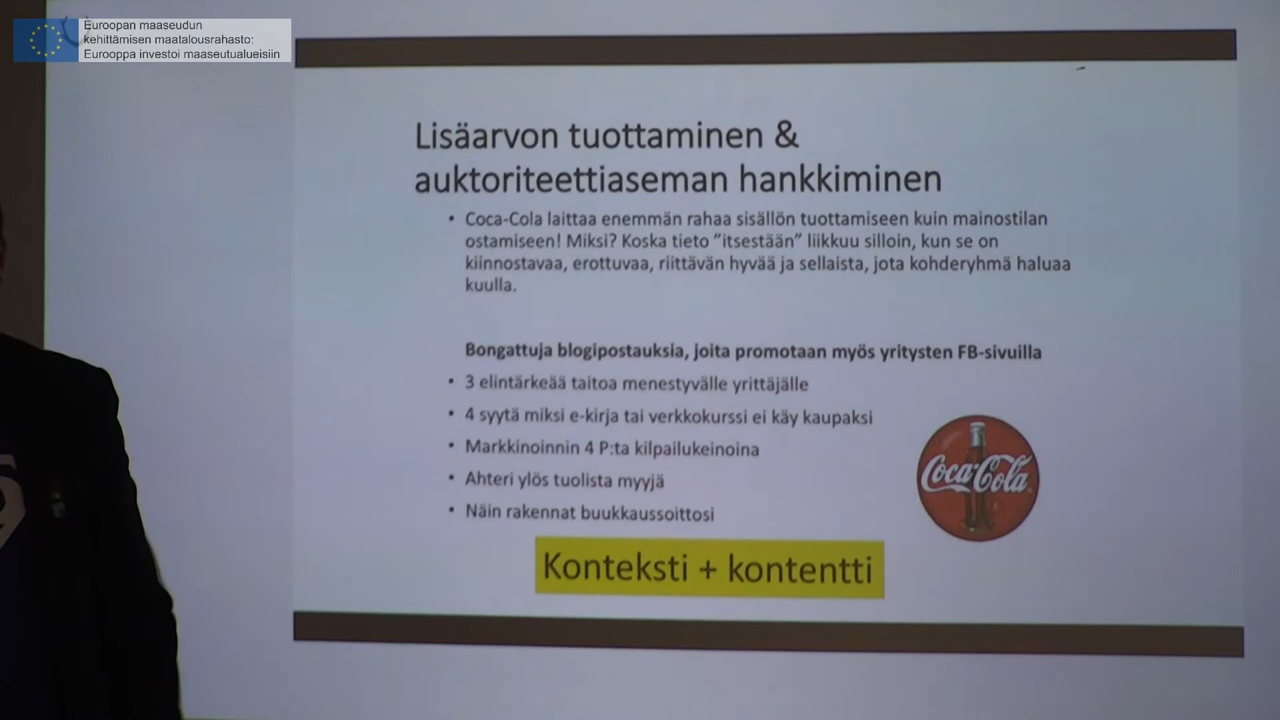 Euroopan maaseudun
kehittämisen maatalousrahasto:
Eurooppa investoi maaseutualueisiin
Lisäarvon tuottaminen &
auktoriteettiaseman hankkiminen
• Coca-Cola laittaa enemmän rahaa sisällön tuottamiseen kuin mainostilan
ostamiseen! Miksi? Koska tieto ”itsestään” liikkuu silloin, kun se on
kiinnostavaa, erottuvaa, riittävän hyvää ja sellaista, jota kohderyhmä haluaa
kuulla.
Bongattuja blogipostauksia, joita promotaan myös yritysten FB-sivuilla
• 3 elintärkeää taitoa menestyvälle yrittäjälle
• 4 syytä miksi e-kirja tai verkkokurssi ei käy kaupaksi
• Markkinoinnin 4 P:ta kilpailukeinoina
• Ahteri ylös tuolista myyjä
• Näin rakennat buukkaussoittosi
Coca-Cola
Konteksti + kontentti